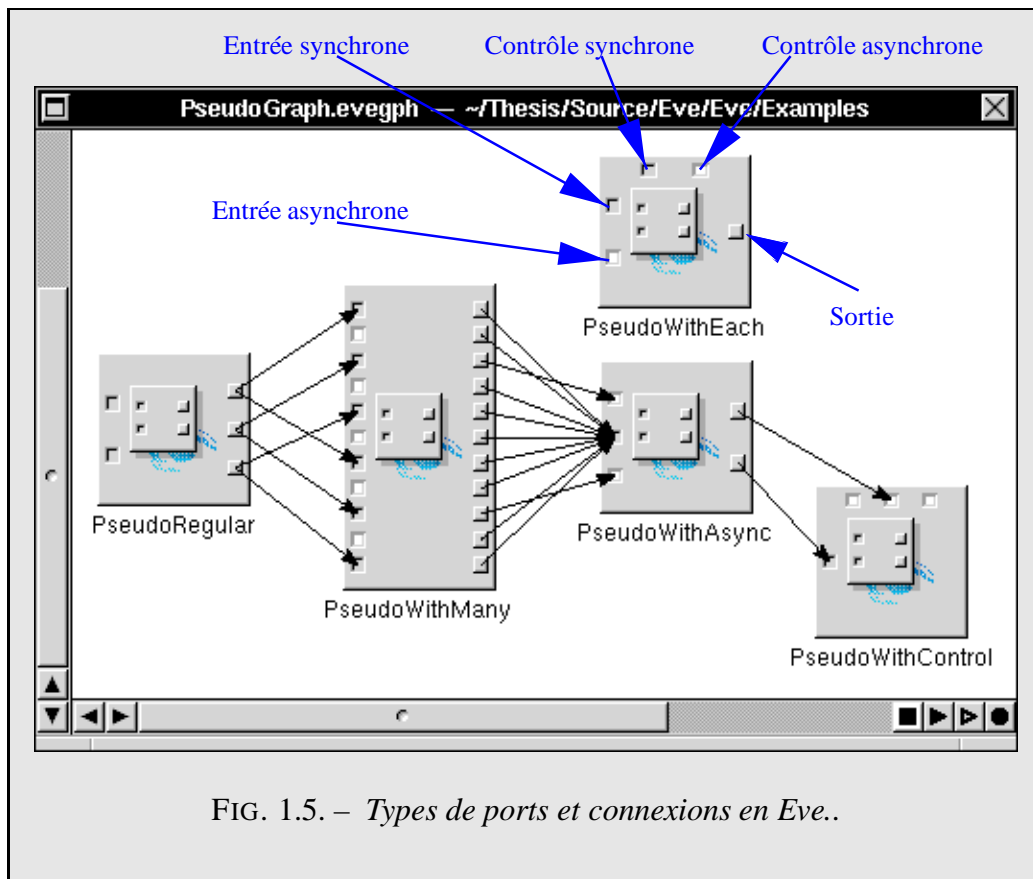 Entrée synchrone
Contrôle synchrone
Contrôle asynchrone
PseudoGraph.evegph — ~/Thesis/Source/Eve/Eve/Examples
Entrée asynchrone
Sortie
PseudoWithEach
PseudoRegular
PseudoWithAsync
PseudoWithMany
PseudoWithControl
FIG. 1.5. – Types de ports et connexions en Eve..